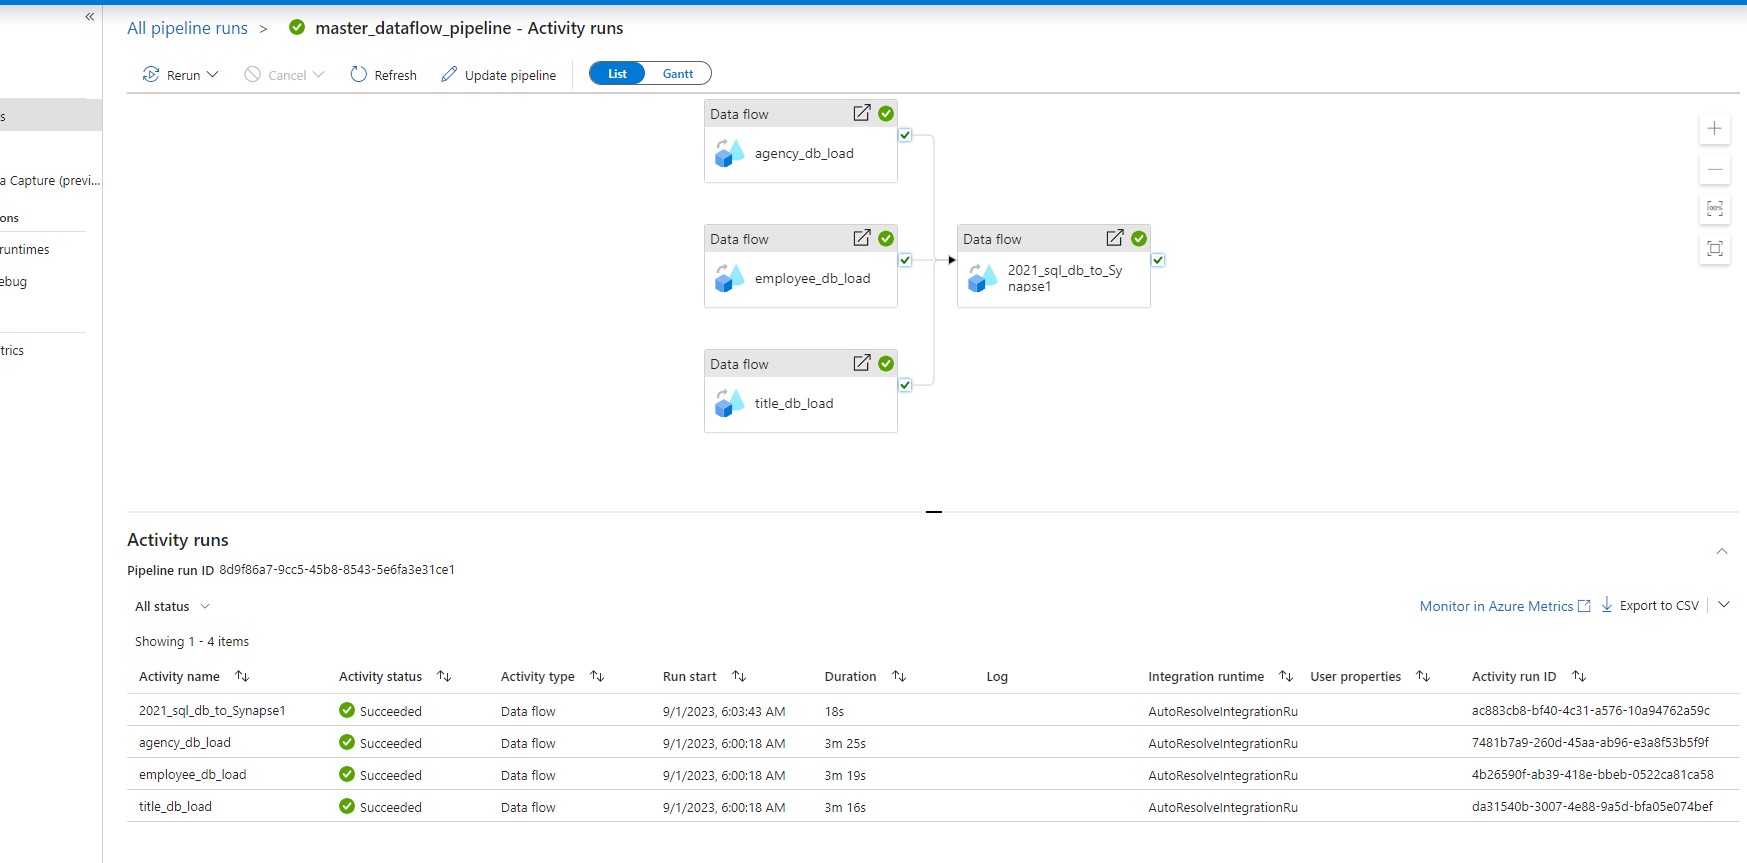 «
All pipeline runs > master_dataflow_pipeline - Activity runs
Rerun Cancel Refresh Update pipeline List Gantt
s
a Capture (previ...
ons
runtimes
ebug
trics
Data flow
agency_db_load
Data flow
employee_db_load
Data flow
2021_sql_db_to_Sy
napse1
Data flow
title_db_load
Activity runs
Pipeline run ID 8d9f86a7-9cc5-45b8-8543-5e6fa3e31ce1
All status Monitor in Azure Metrics Export to CSV
Showing 1 - 4 items
Activity name Activity status Activity type Run start Duration Log Integration runtime User properties Activity run ID
2021_sql_db_to_Synapse1 Succeeded Data flow 9/1/2023, 6:03:43 AM 18s AutoResolveIntegrationRu ac883cb8-bf40-4c31-a576-10a94762a59c
agency_db_load Succeeded Data flow 9/1/2023, 6:00:18 AM 3m 25s AutoResolveIntegrationRu 7481b7a9-260d-45aa-ab96-e3a8f53b5f9f
employee_db_load Succeeded Data flow 9/1/2023, 6:00:18 AM 3m 19s AutoResolveIntegrationRu 4b26590f-ab39-418e-bbeb-0522ca81ca58
title_db_load Succeeded Data flow 9/1/2023, 6:00:18 AM 3m 16s AutoResolveIntegrationRu da31540b-3007-4e88-9a5d-bfa05e074bef